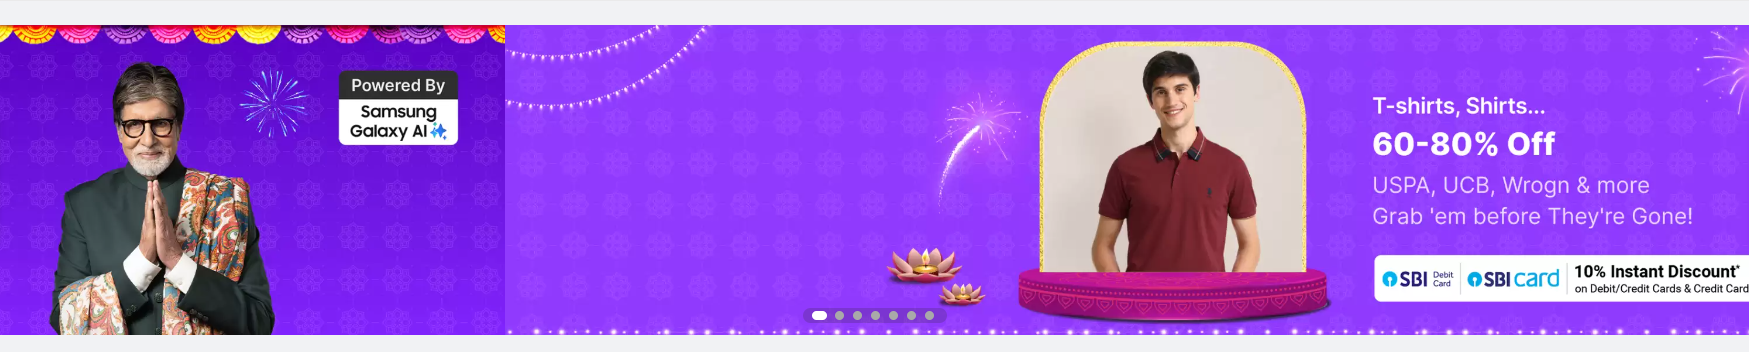 Powered By
Samsung
Galaxy AI
T-shirts, Shirts...
60-80% Off
USPA, UCB, Wrogn & more
Grab 'em before They're Gone!
SBI Debit Card SBI card 10% Instant Discount*
on Debit/Credit Cards & Credit Card